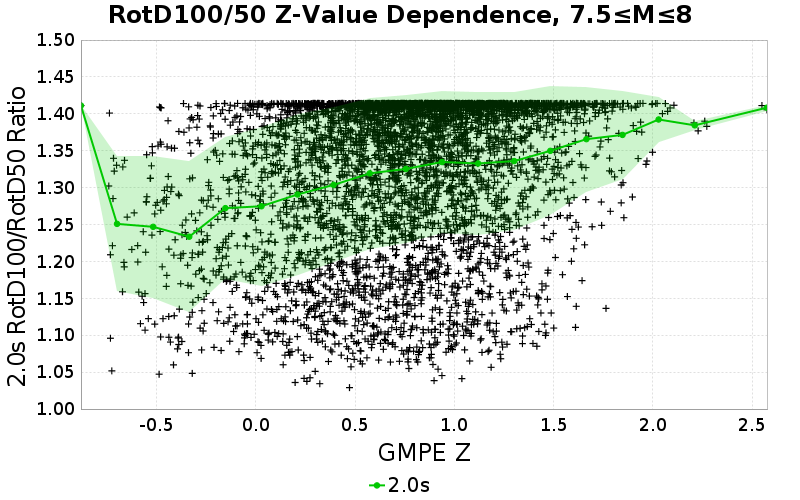 RotD100/50 Z-Value Dependence, 7.5≤M≤8
2.0s RotD100/RotD50 Ratio
1.50
1.45
1.40
1.35
1.30
1.25
1.20
1.15
1.10
1.05
1.00
-0.5 0.0 0.5 1.0 1.5 2.0 2.5
GMPE Z
2.0s